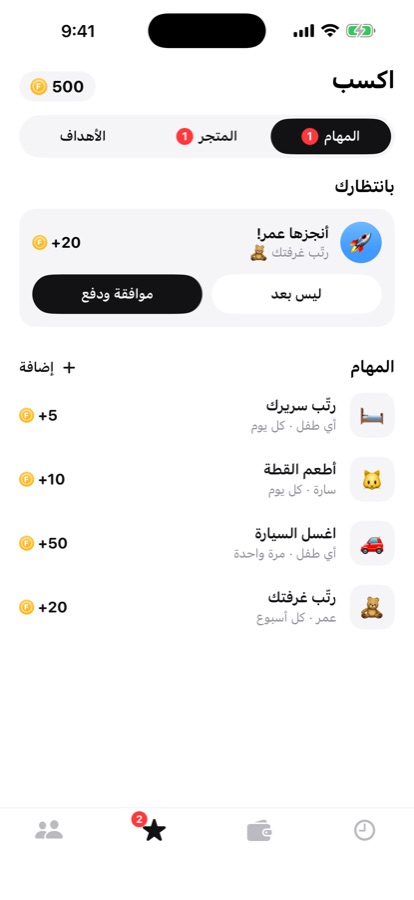 9:41
اكسب
500
المهام 1
المتجر 1
الأهداف
بانتظارك
أنجزها عمر!
رتّب غرفتك 🧸
+20
ليس بعد
موافقة ودفع
المهام
+ إضافة
رتّب سريرك
أي طفل · كل يوم
+5
أطعم القطة
سارة · كل يوم
+10
اغسل السيارة
أي طفل · مرة واحدة
+50
رتّب غرفتك
عمر · كل أسبوع
+20
2